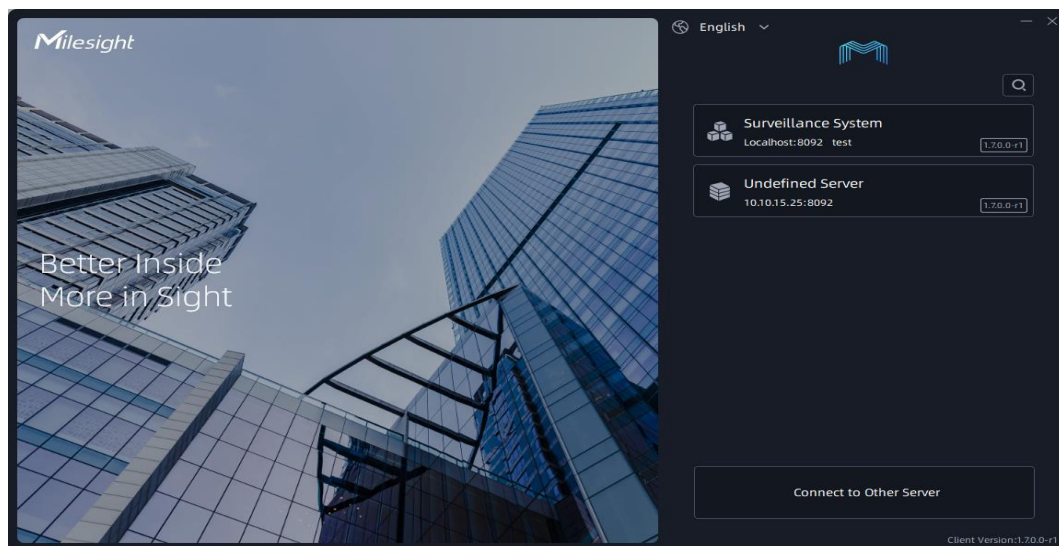 Milesight
Better Inside
More in Sight
English
Surveillance System
Localhost:8092 test
1.7.0.0-r1
Undefined Server
10.10.15.25:8092
1.7.0.0-r1
Connect to Other Server
Client Version:1.7.0.0-r1